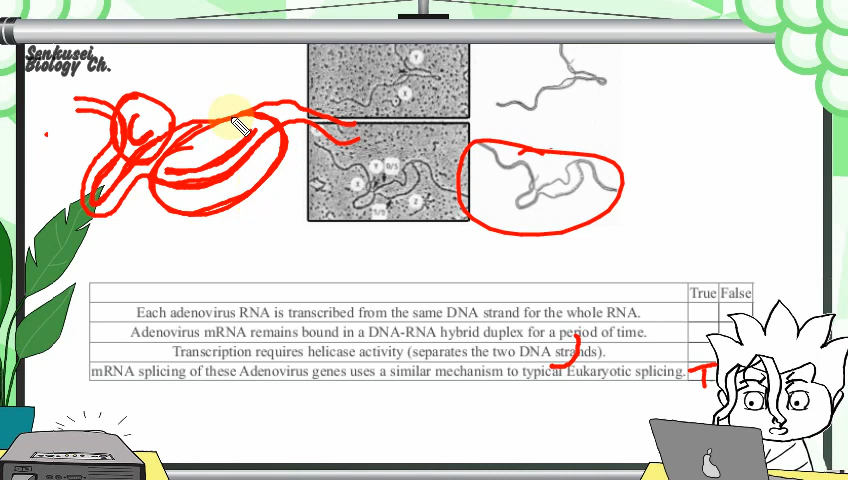 Senkusei
Biology Ch.
Y
X
Y D/S
X
Z
True False
Each adenovirus RNA is transcribed from the same DNA strand for the whole RNA.
Adenovirus mRNA remains bound in a DNA-RNA hybrid duplex for a period of time.
Transcription requires helicase activity (separates the two DNA strands).
mRNA splicing of these Adenovirus genes uses a similar mechanism to typical Eukaryotic splicing. T